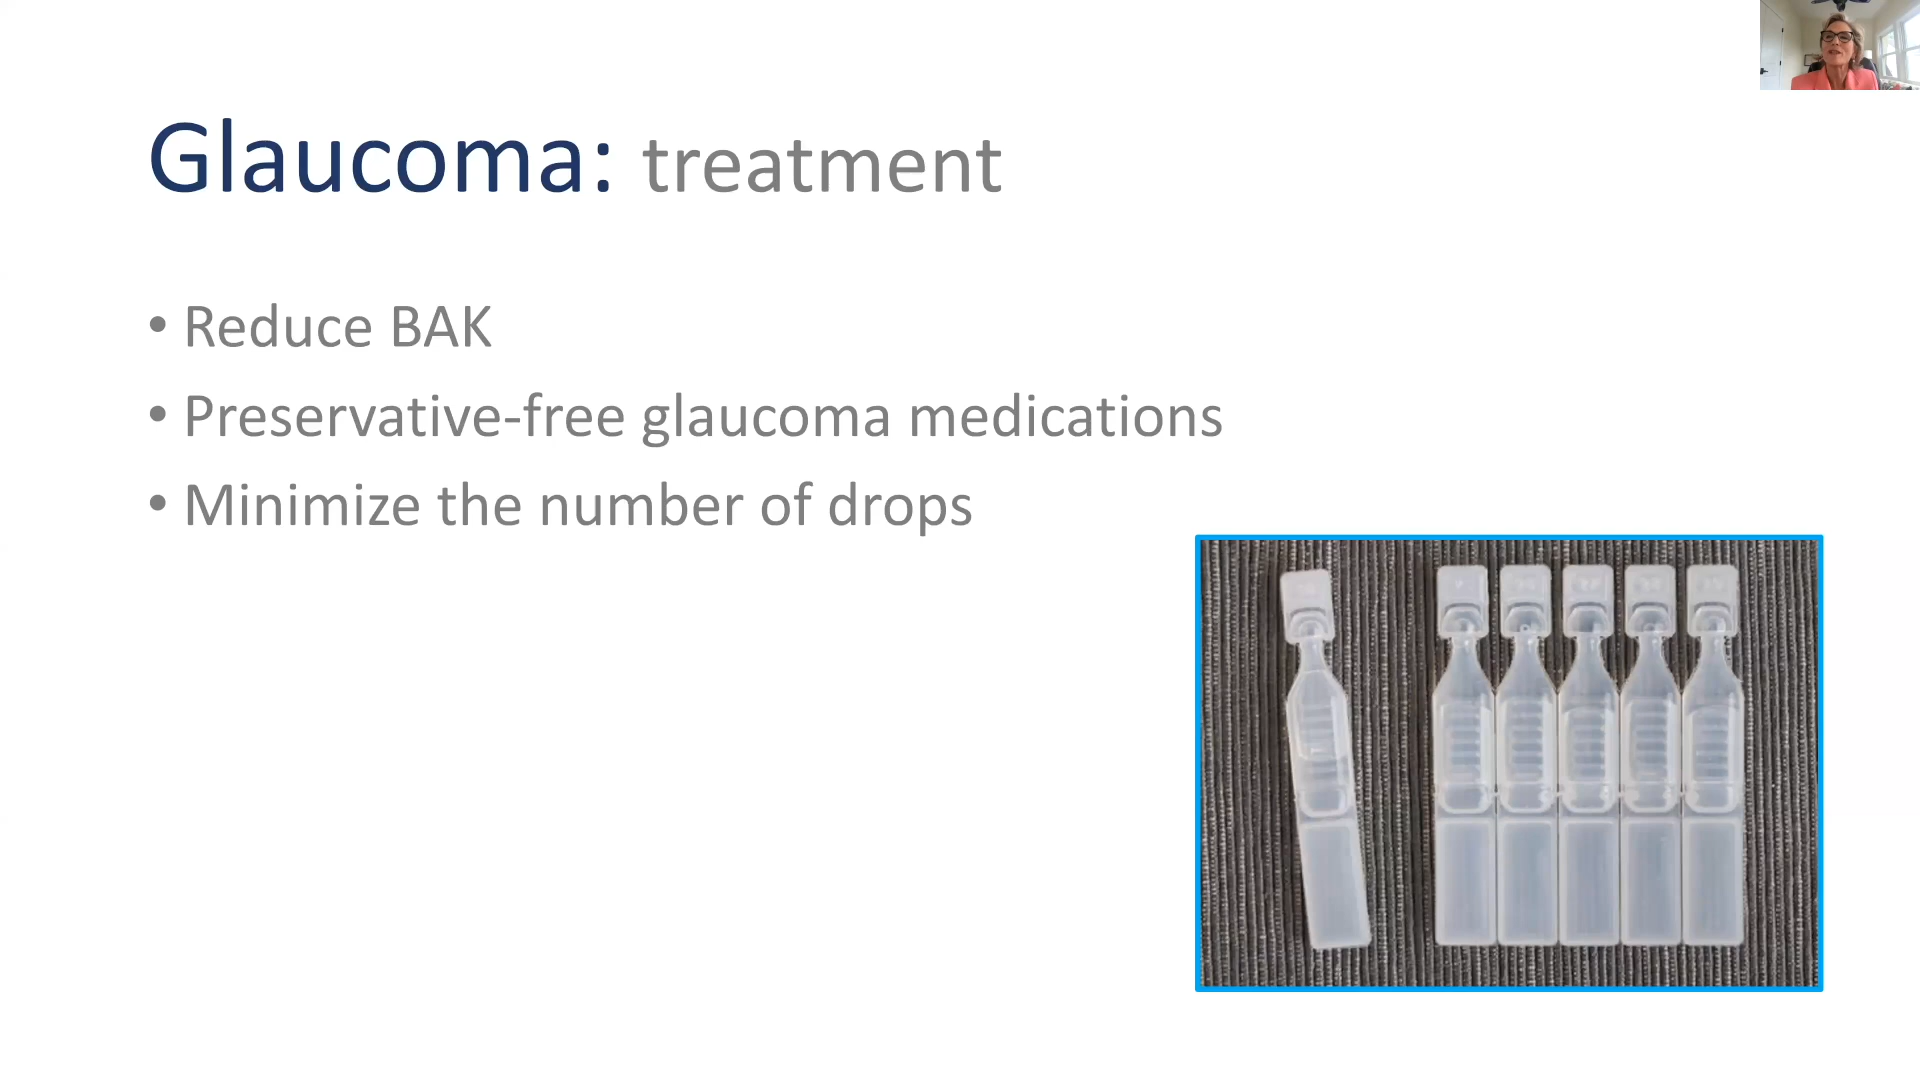 Glaucoma: treatment
• Reduce BAK
• Preservative-free glaucoma medications
• Minimize the number of drops